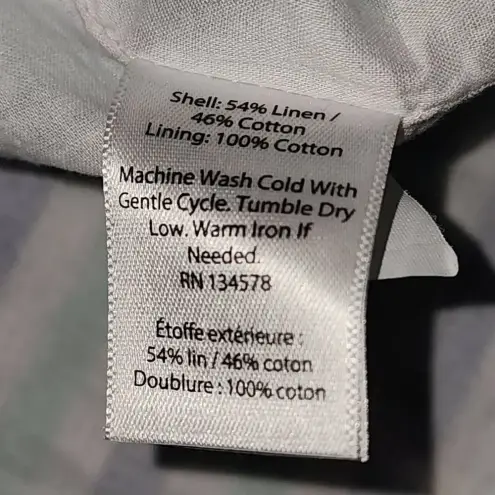 Shell: 54% Linen /
46% Cotton
Lining: 100% Cotton
Machine Wash Cold With
Gentle Cycle. Tumble Dry
Low. Warm Iron If
Needed.
RN 134578
Étoffe extérieure :
54% lin / 46% coton
Doublure : 100% coton